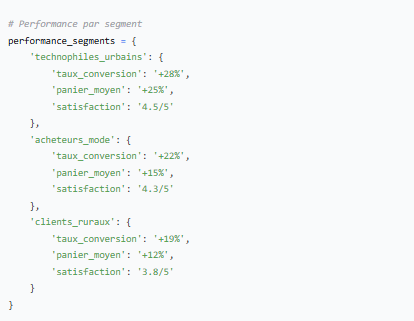 # Performance par segment
performance_segments = {
    'technophiles_urbains': {
        'taux_conversion': '+28%',
        'panier_moyen': '+25%',
        'satisfaction': '4.5/5'
    },
    'acheteurs_mode': {
        'taux_conversion': '+22%',
        'panier_moyen': '+15%',
        'satisfaction': '4.3/5'
    },
    'clients_ruraux': {
        'taux_conversion': '+19%',
        'panier_moyen': '+12%',
        'satisfaction': '3.8/5'
    }
}